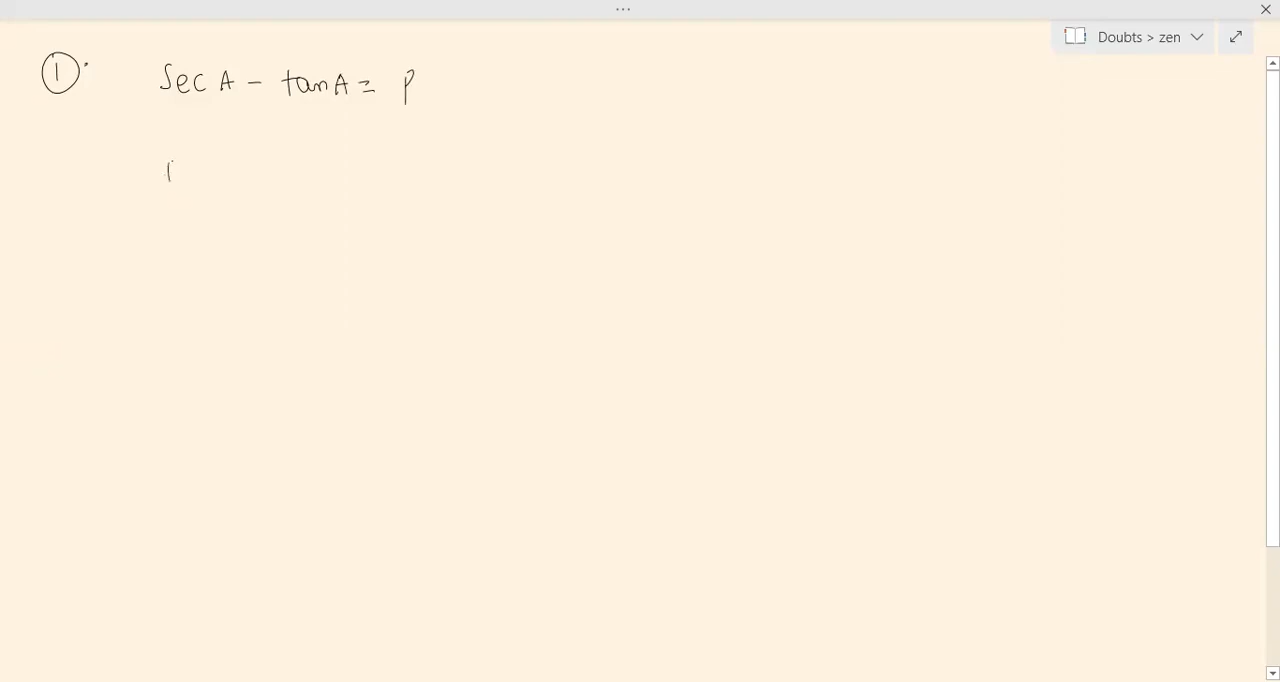 ...
Doubts > zen
①. Sec A - tan A = P